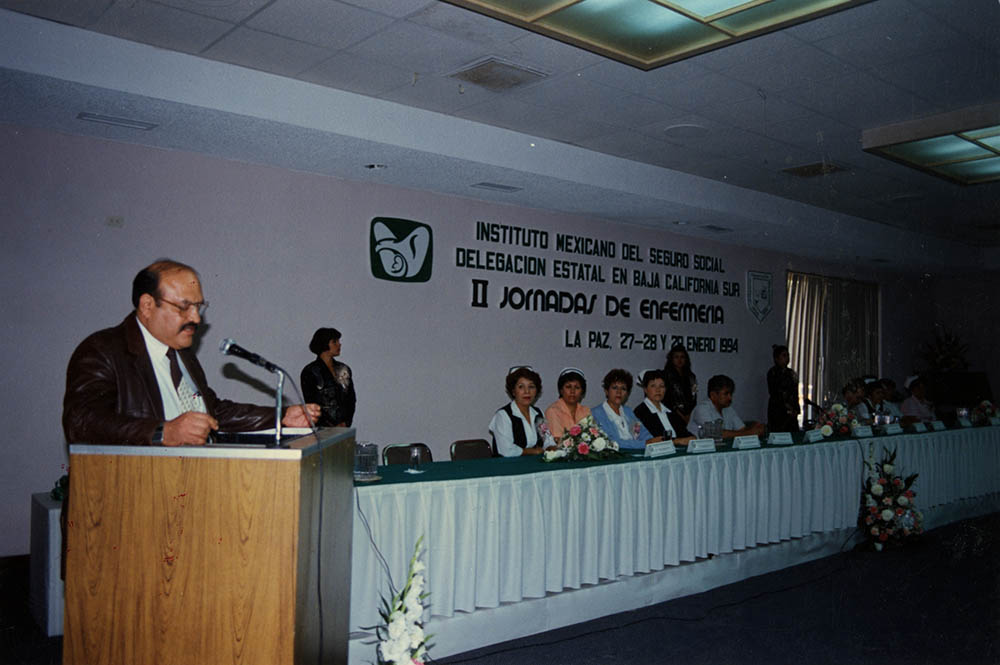 INSTITUTO MEXICANO DEL SEGURO SOCIAL
DELEGACION ESTATAL EN BAJA CALIFORNIA SUR
II JORNADAS DE ENFERMERIA
LA PAZ, 27-28 Y 29 ENERO 1994